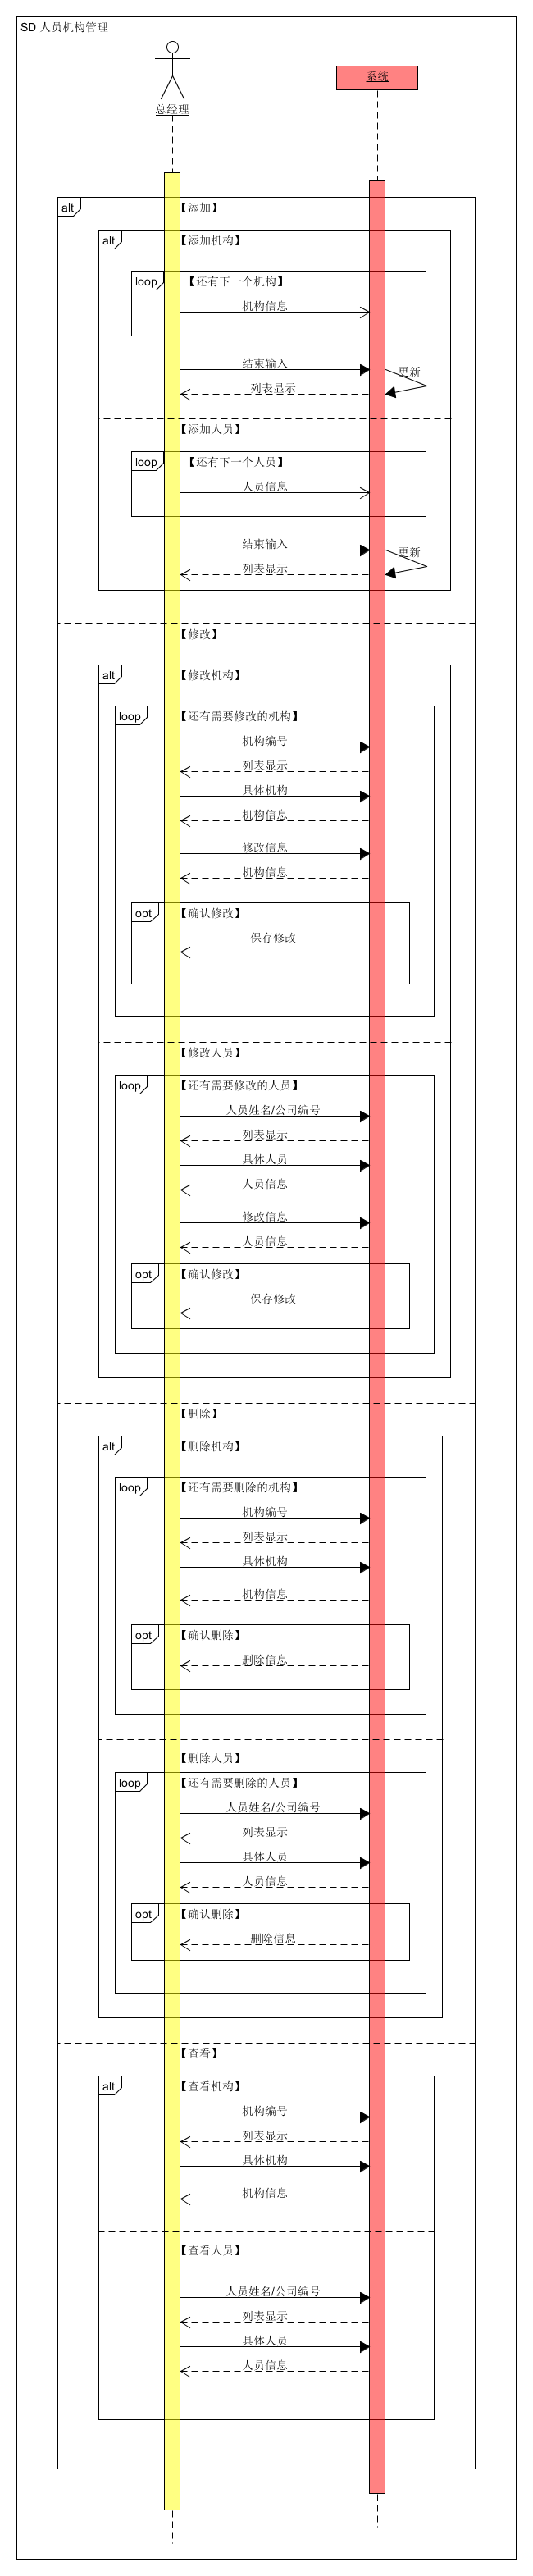 SD 人员机构管理
系统
总经理
alt 【添加】
alt 【添加机构】
loop 【还有下一个机构】
机构信息
结束输入
更新
列表显示
【添加人员】
loop 【还有下一个人员】
人员信息
结束输入
更新
列表显示
【修改】
alt 【修改机构】
loop 【还有需要修改的机构】
机构编号
列表显示
具体机构
机构信息
修改信息
机构信息
opt 【确认修改】
保存修改
【修改人员】
loop 【还有需要修改的人员】
人员姓名/公司编号
列表显示
具体人员
人员信息
修改信息
人员信息
opt 【确认修改】
保存修改
【删除】
alt 【删除机构】
loop 【还有需要删除的机构】
机构编号
列表显示
具体机构
机构信息
opt 【确认删除】
删除信息
【删除人员】
loop 【还有需要删除的人员】
人员姓名/公司编号
列表显示
具体人员
人员信息
opt 【确认删除】
删除信息
【查看】
alt 【查看机构】
机构编号
列表显示
具体机构
机构信息
【查看人员】
人员姓名/公司编号
列表显示
具体人员
人员信息